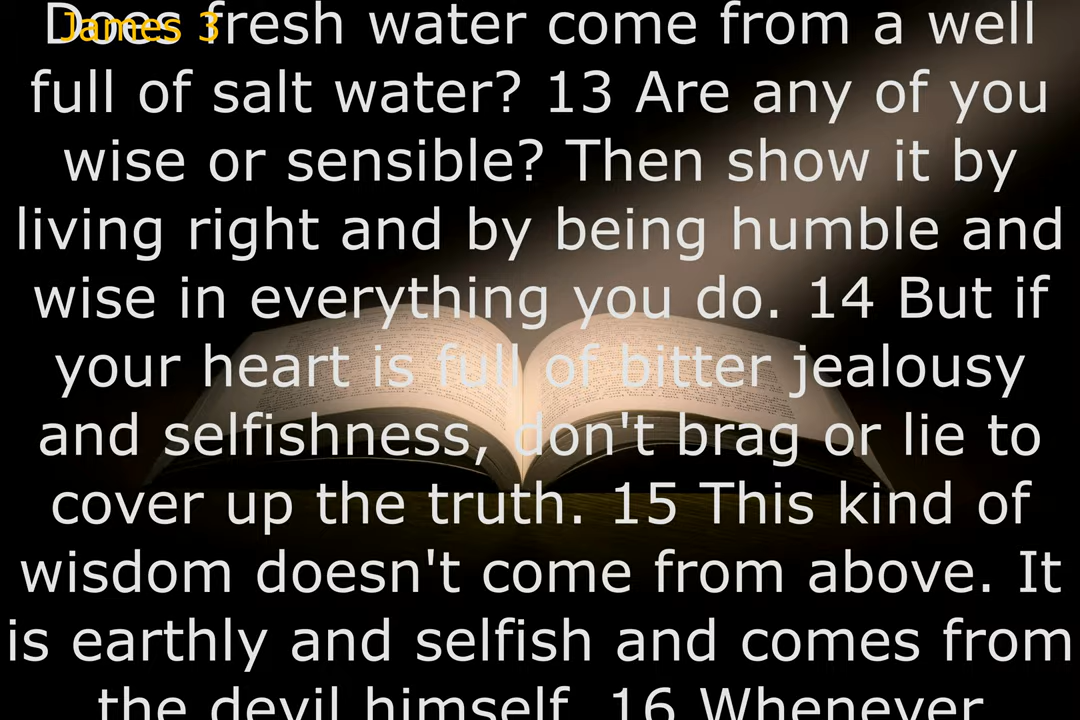 James 3
Does fresh water come from a well
full of salt water? 13 Are any of you
wise or sensible? Then show it by
living right and by being humble and
wise in everything you do. 14 But if
your heart is full of bitter jealousy
and selfishness, don't brag or lie to
cover up the truth. 15 This kind of
wisdom doesn't come from above. It
is earthly and selfish and comes from
the devil himself. 16 Whenever